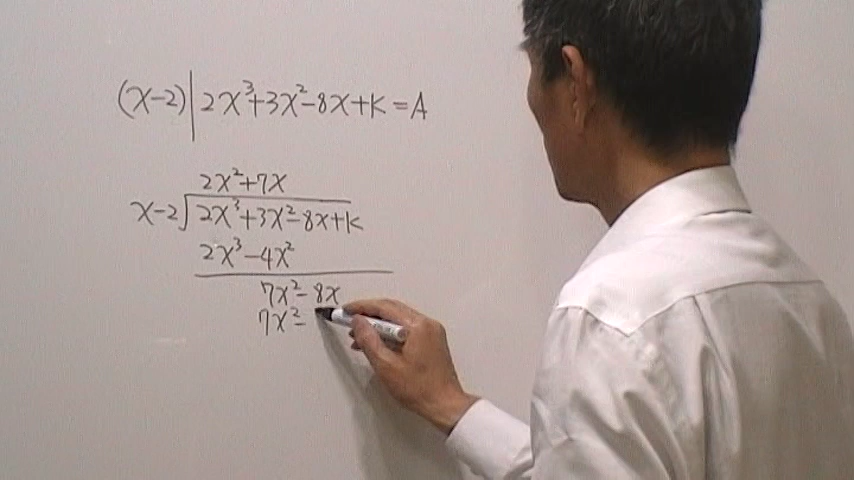 (x-2)|2x³+3x²-8x+K=A
2x²+7x
x-2)2x³+3x²-8x+K
2x³-4x²
7x²-8x
7x²-